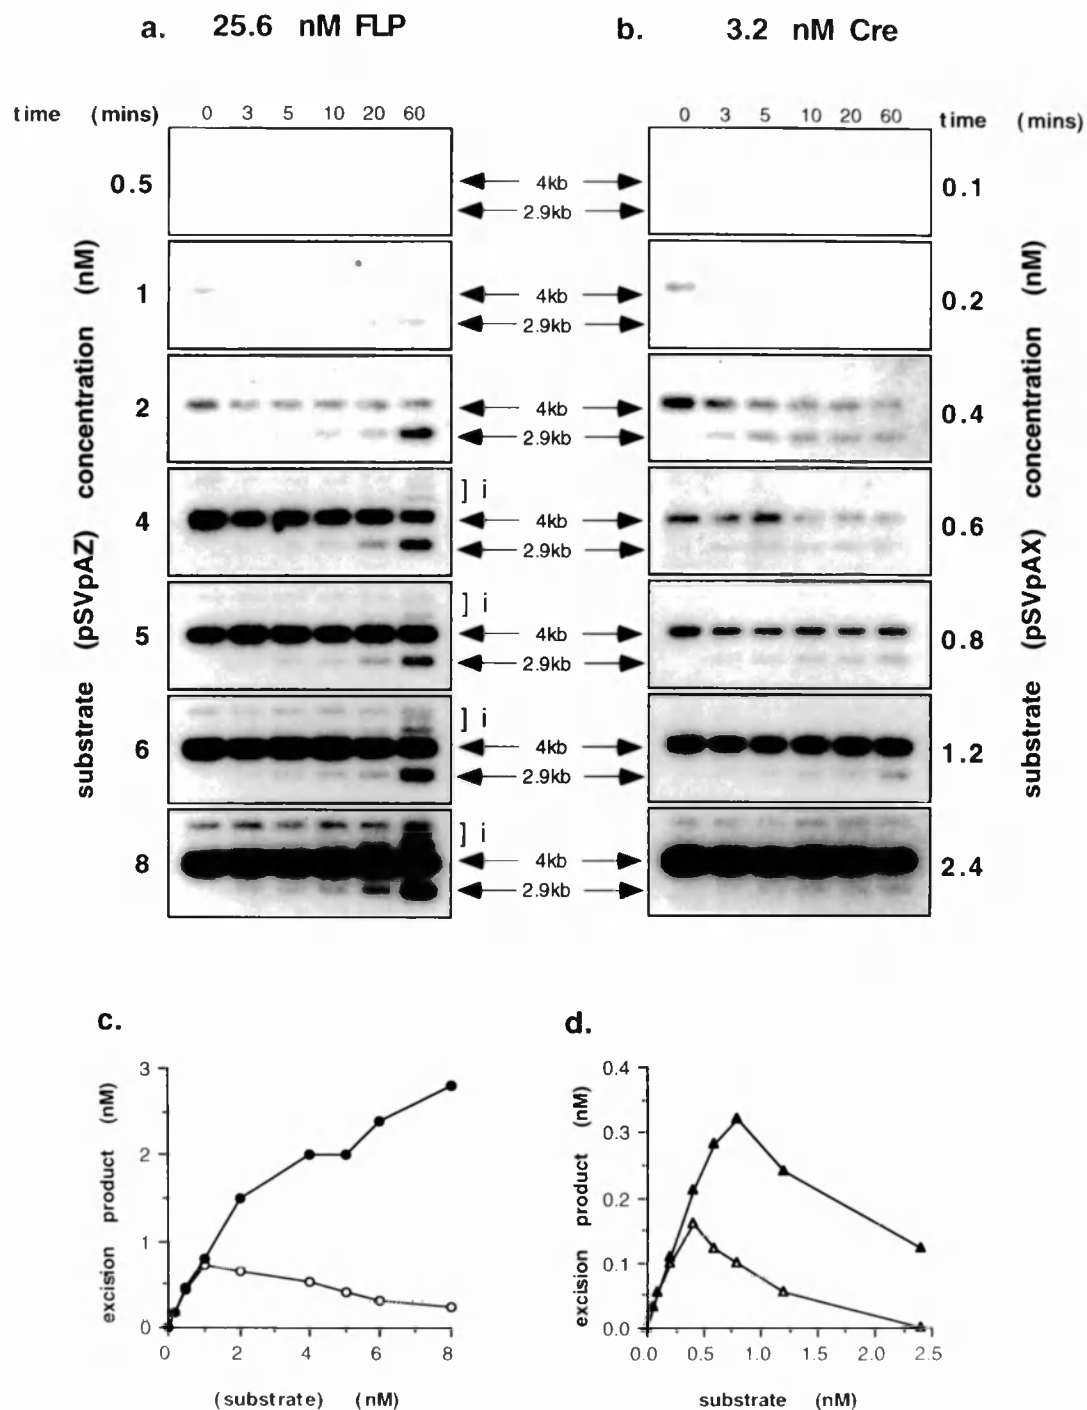 a. 25.6 nM FLP
b. 3.2 nM Cre
time (mins) 0 3 5 10 20 60
0 3 5 10 20 60 time (mins)
substrate (pSVpAZ) concentration (nM)
substrate (pSVpAX) concentration (nM)
0.5 4kb 0.1
2.9kb
1 4kb 0.2
2.9kb
2 4kb 0.4
2.9kb
] i
4 4kb 0.6
2.9kb
] i
5 4kb 0.8
2.9kb
] i
6 4kb 1.2
2.9kb
] i
8 4kb 2.4
2.9kb
c.
excision product (nM)
3
2
1
0
0 2 4 6 8
(substrate) (nM)
d.
excision product (nM)
0.4
0.3
0.2
0.1
0.0
0.0 0.5 1.0 1.5 2.0 2.5
substrate (nM)